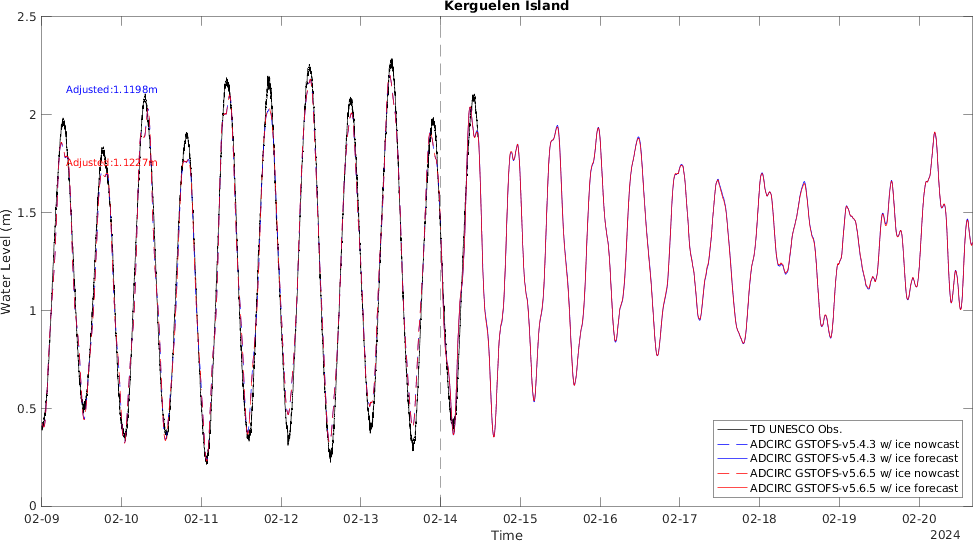 Kerguelen Island
2.5
2
1.5
1
0.5
0
Water Level (m)
Adjusted:1.1198m
Adjusted:1.1227m
TD UNESCO Obs.
ADCIRC GSTOFS-v5.4.3 w/ ice nowcast
ADCIRC GSTOFS-v5.4.3 w/ ice forecast
ADCIRC GSTOFS-v5.6.5 w/ ice nowcast
ADCIRC GSTOFS-v5.6.5 w/ ice forecast
02-09 02-10 02-11 02-12 02-13 02-14 02-15 02-16 02-17 02-18 02-19 02-20
Time
2024